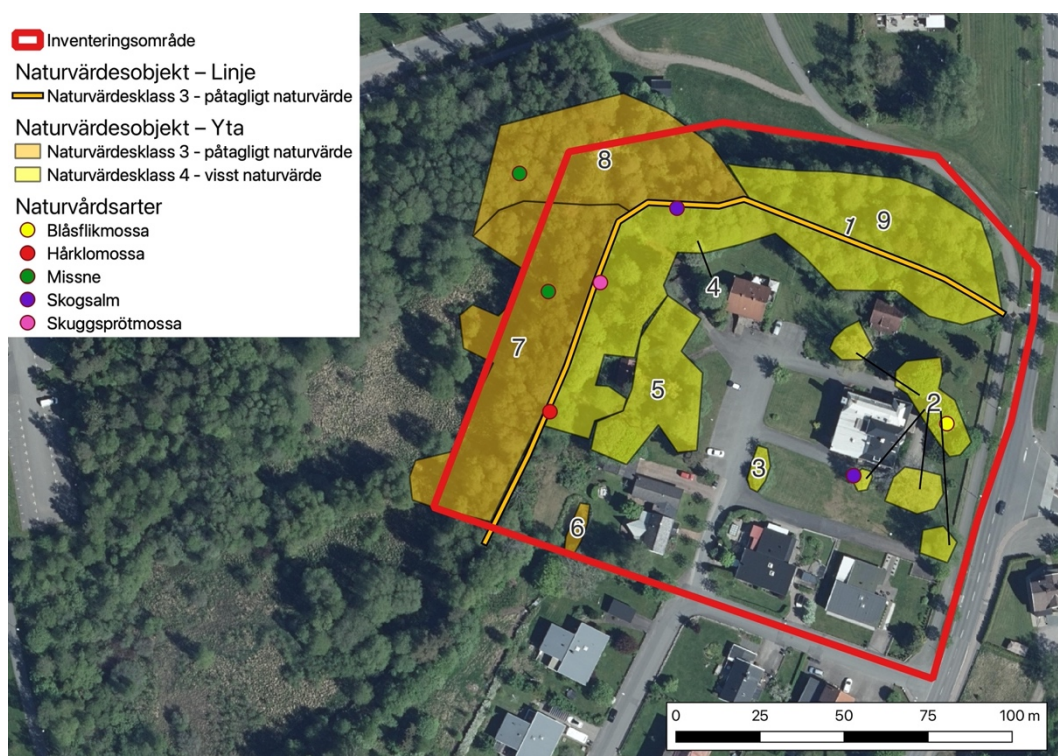 Inventeringsområde
Naturvärdesobjekt – Linje
Naturvärdesklass 3 - påtagligt naturvärde
Naturvärdesobjekt – Yta
Naturvärdesklass 3 - påtagligt naturvärde
Naturvärdesklass 4 - visst naturvärde
Naturvårdsarter
Blåsflikmossa
Hårklomossa
Missne
Skogsalm
Skuggsprötmossa
8
1
9
4
7
5
2
3
6
0 25 50 75 100 m